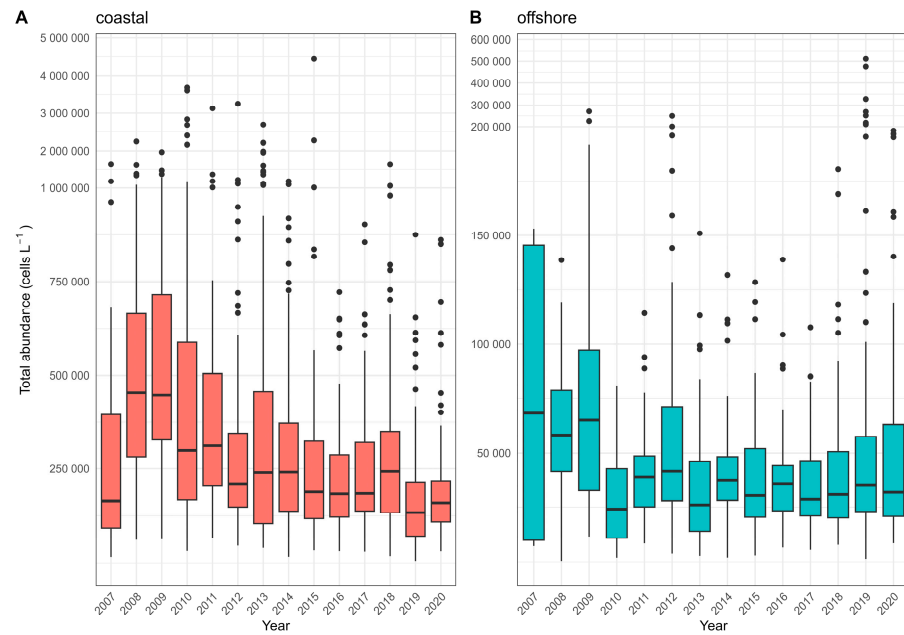 A coastal
B offshore
5 000 000
4 000 000
3 000 000
2 000 000
1 000 000
750 000
500 000
250 000
Total abundance (cells L⁻¹)
2007 2008 2009 2010 2011 2012 2013 2014 2015 2016 2017 2018 2019 2020
Year
600 000
500 000
400 000
300 000
200 000
150 000
100 000
50 000
2007 2008 2009 2010 2011 2012 2013 2014 2015 2016 2017 2018 2019 2020
Year